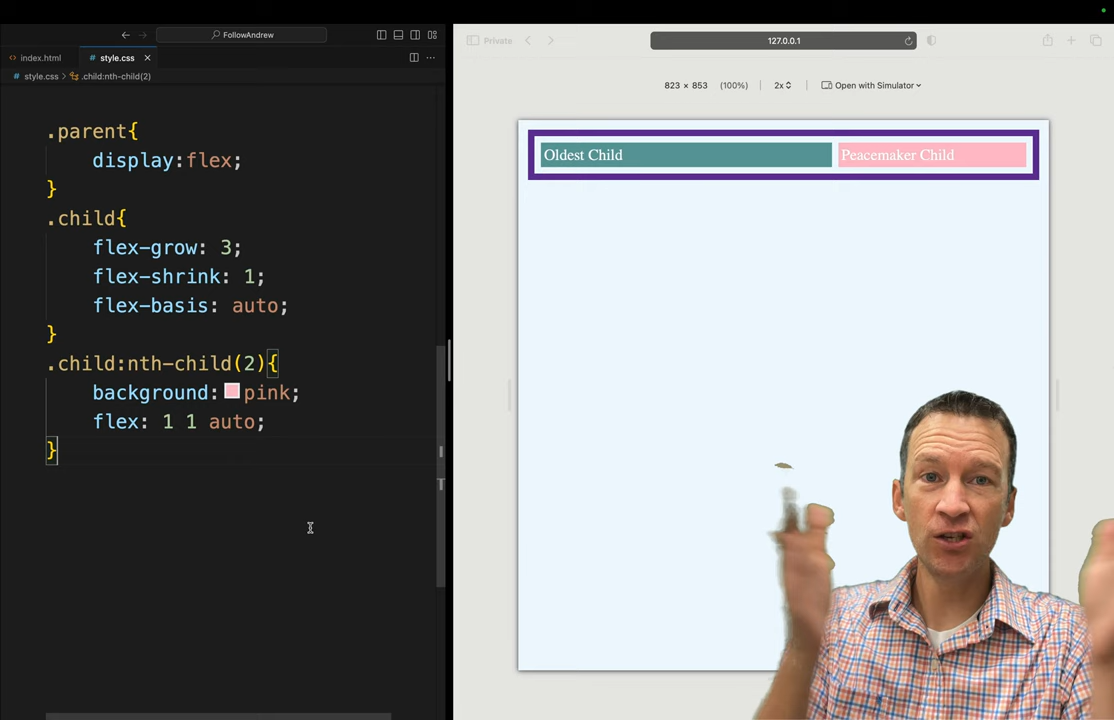 FollowAndrew
index.html
style.css
style.css > .child:nth-child(2)
.parent{
display:flex;
}
.child{
flex-grow: 3;
flex-shrink: 1;
flex-basis: auto;
}
.child:nth-child(2){
background: pink;
flex: 1 1 auto;
}
Private
127.0.0.1
823 × 853 (100%) 2x Open with Simulator
Oldest Child
Peacemaker Child